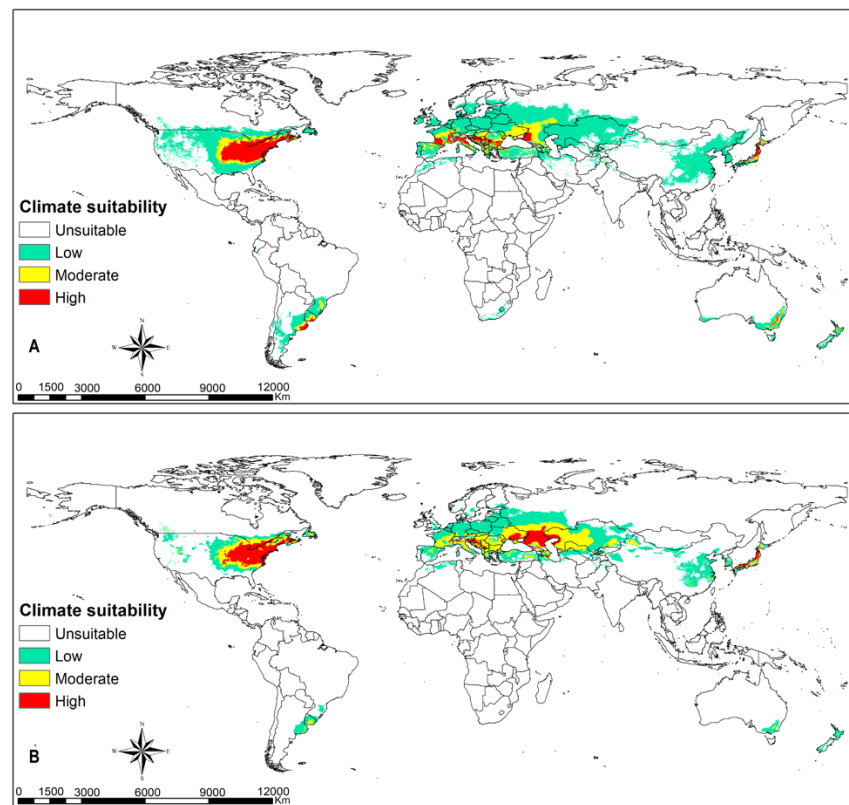 N
W E
S
Climate suitability
Unsuitable
Low
Moderate
High
A
0 1500 3000 6000 9000 12000
Km
N
W E
S
Climate suitability
Unsuitable
Low
Moderate
High
B
0 1500 3000 6000 9000 12000
Km